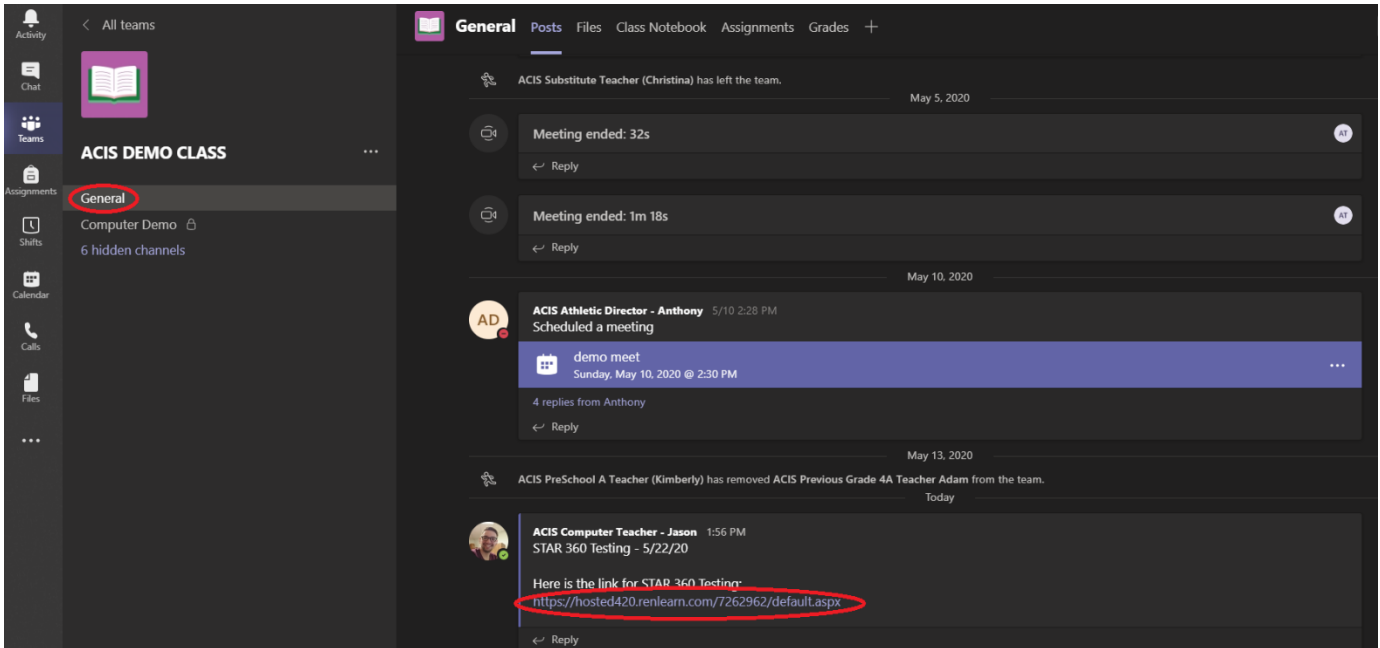 Activity
Chat
Teams
Assignments
Shifts
Calendar
Calls
Files
All teams
ACIS DEMO CLASS
General
Computer Demo
6 hidden channels
General Posts Files Class Notebook Assignments Grades
ACIS Substitute Teacher (Christina) has left the team.
May 5, 2020
Meeting ended: 32s
AT
Reply
Meeting ended: 1m 18s
AT
Reply
May 10, 2020
AD
ACIS Athletic Director - Anthony 5/10 2:28 PM
Scheduled a meeting
demo meet
Sunday, May 10, 2020 @ 2:30 PM
4 replies from Anthony
Reply
May 13, 2020
ACIS PreSchool A Teacher (Kimberly) has removed ACIS Previous Grade 4A Teacher Adam from the team.
Today
ACIS Computer Teacher - Jason 1:56 PM
STAR 360 Testing - 5/22/20
Here is the link for STAR 360 Testing:
https://hosted420.renlearn.com/7262962/default.aspx
Reply